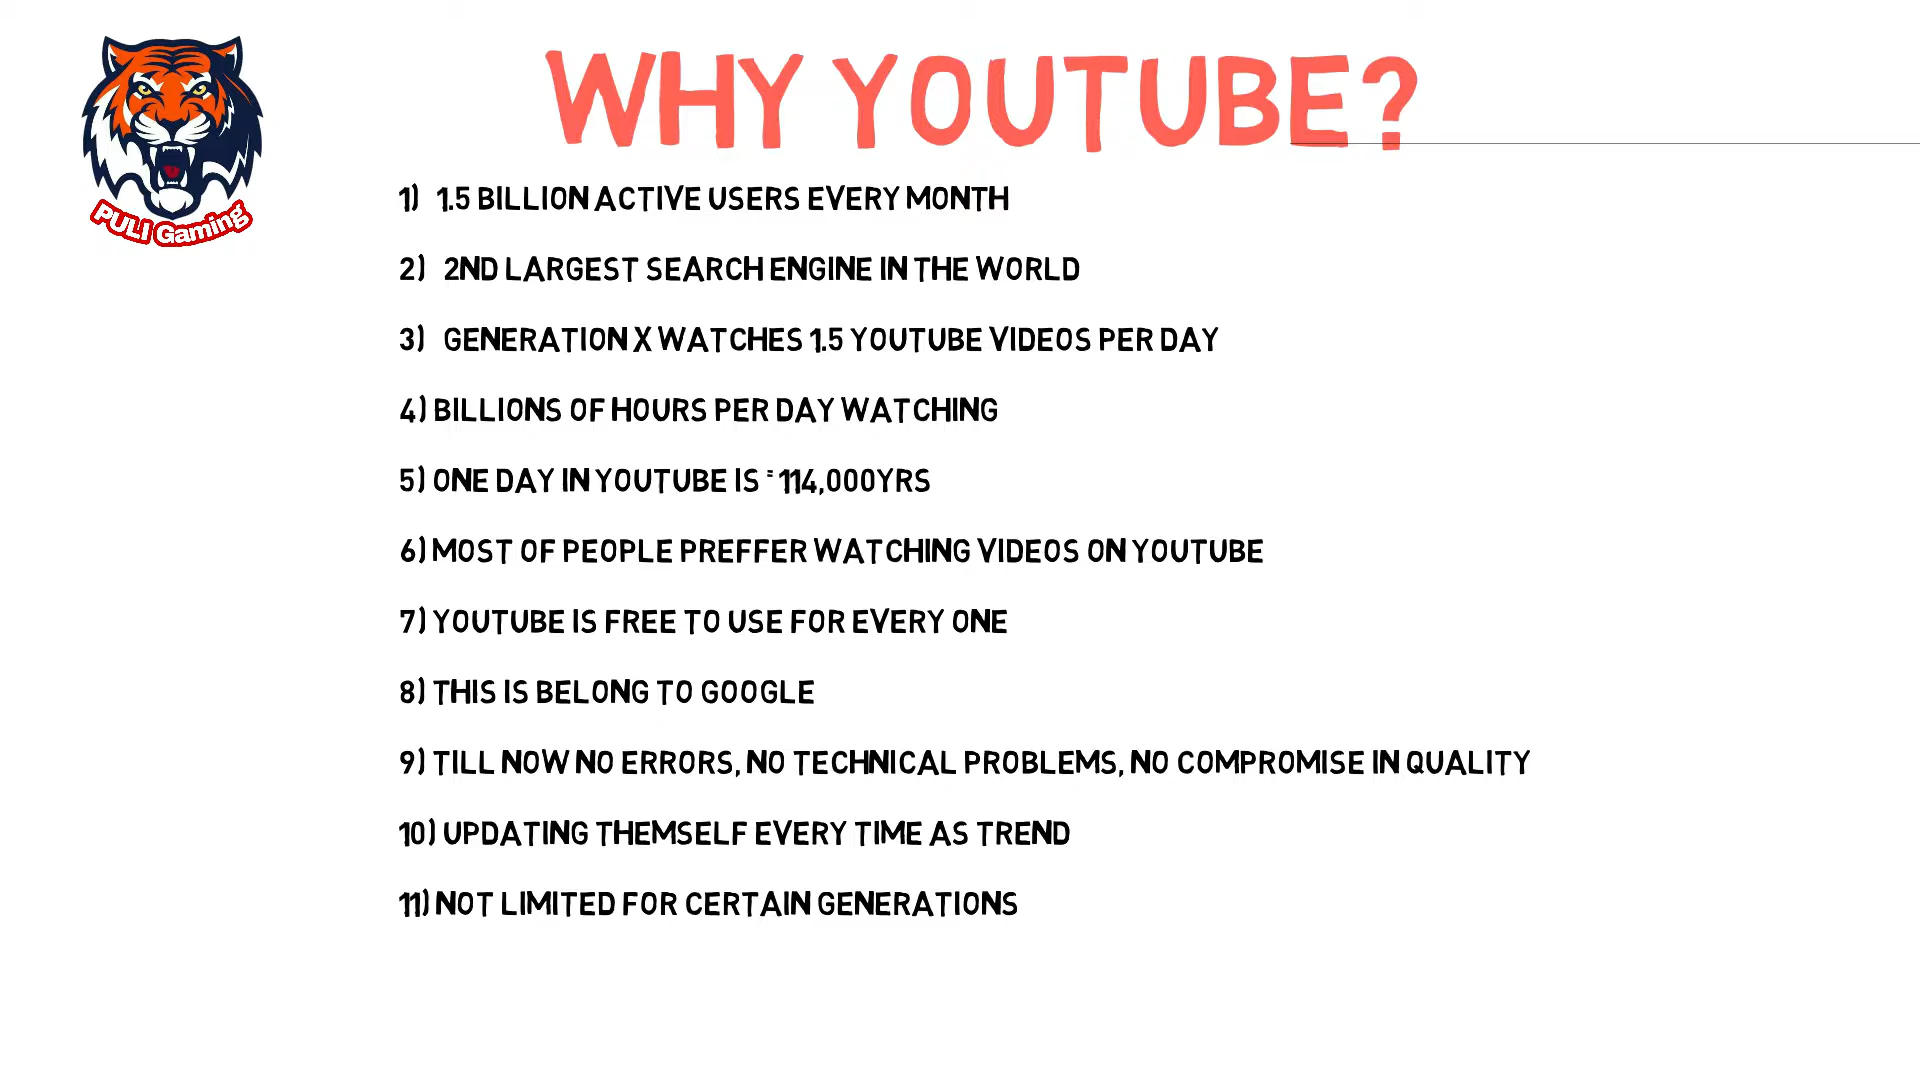 WHY YOUTUBE?
PULI Gaming
1) 1.5 BILLION ACTIVE USERS EVERY MONTH
2) 2ND LARGEST SEARCH ENGINE IN THE WORLD
3) GENERATION X WATCHES 1.5 YOUTUBE VIDEOS PER DAY
4) BILLIONS OF HOURS PER DAY WATCHING
5) ONE DAY IN YOUTUBE IS = 114,000YRS
6) MOST OF PEOPLE PREFFER WATCHING VIDEOS ON YOUTUBE
7) YOUTUBE IS FREE TO USE FOR EVERY ONE
8) THIS IS BELONG TO GOOGLE
9) TILL NOW NO ERRORS, NO TECHNICAL PROBLEMS, NO COMPROMISE IN QUALITY
10) UPDATING THEMSELF EVERY TIME AS TREND
11) NOT LIMITED FOR CERTAIN GENERATIONS